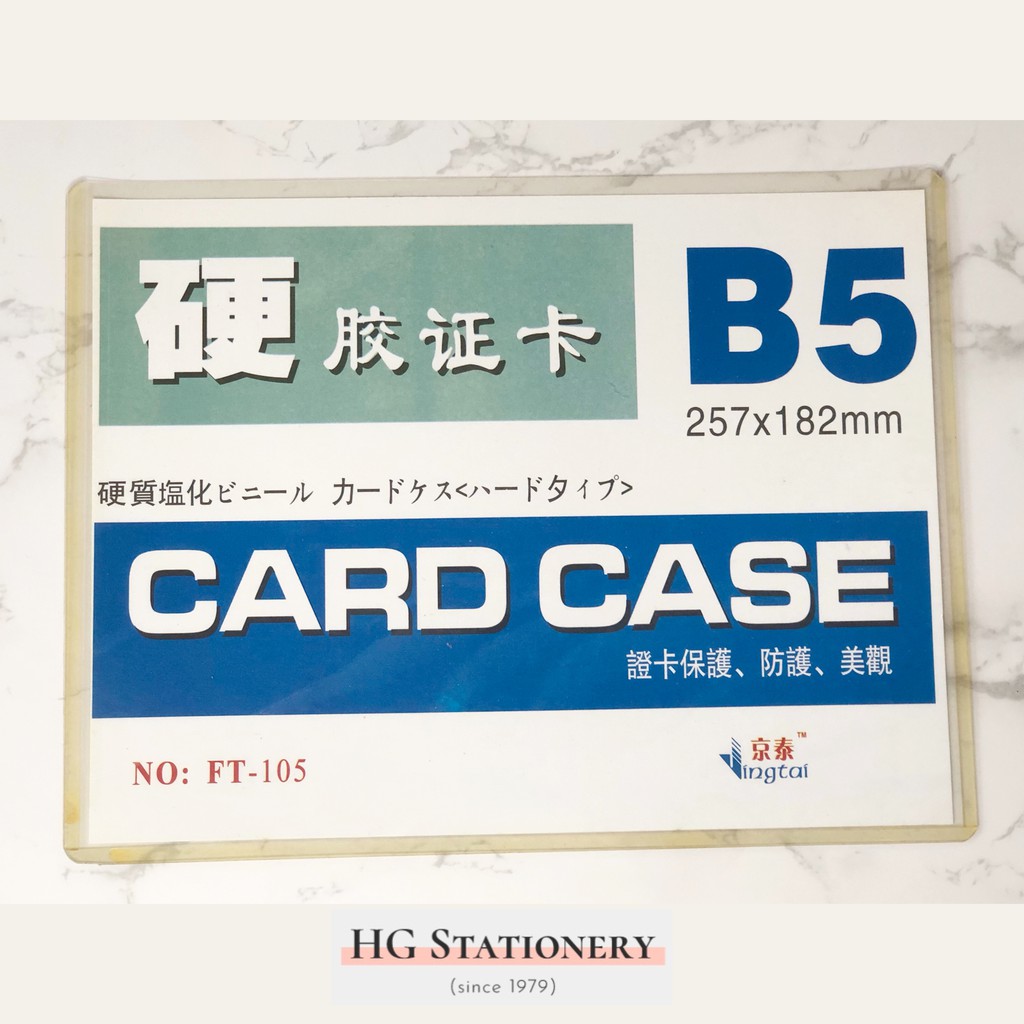 硬胶证卡
B5
257x182mm
硬質塩化ビニール カードケス<ハードタイプ>
CARD CASE
證卡保護、防護、美觀
NO: FT-105
京泰™
Jingtai
HG STATIONERY
(since 1979)